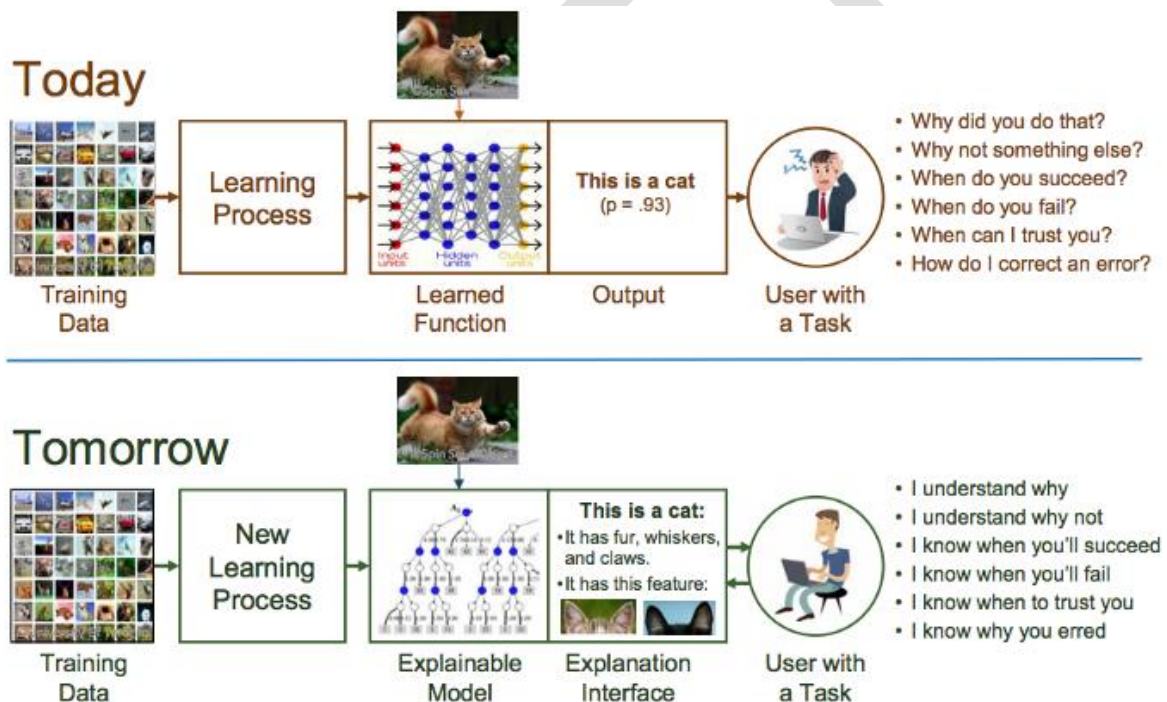 Today
Learning
Process
Input
units
Hidden
units
Output
units
This is a cat
(p = .93)
• Why did you do that?
• Why not something else?
• When do you succeed?
• When do you fail?
• When can I trust you?
• How do I correct an error?
Training
Data
Learned
Function
Output
User with
a Task
Tomorrow
New
Learning
Process
This is a cat:
•It has fur, whiskers,
and claws.
•It has this feature:
• I understand why
• I understand why not
• I know when you'll succeed
• I know when you'll fail
• I know when to trust you
• I know why you erred
Training
Data
Explainable
Model
Explanation
Interface
User with
a Task